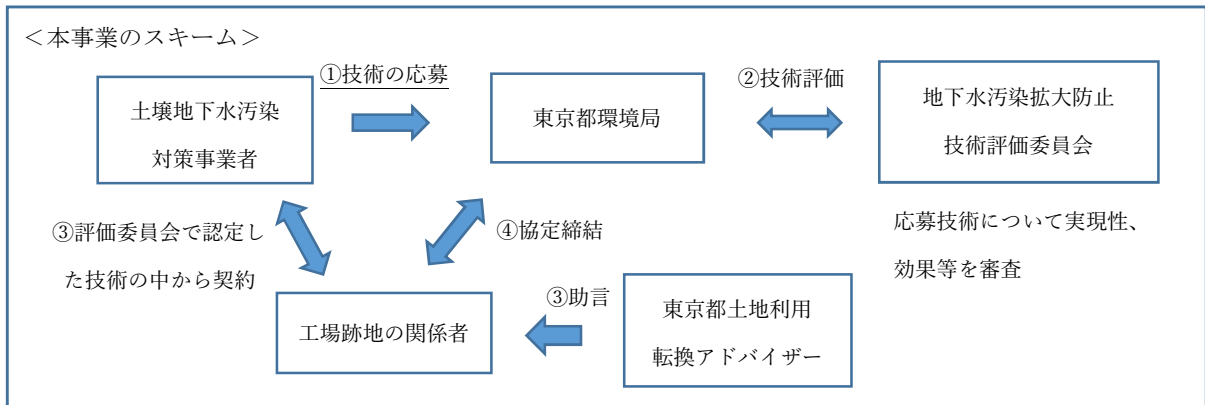 ＜本事業のスキーム＞
①技術の応募
土壌地下水汚染
対策事業者
東京都環境局
②技術評価
地下水汚染拡大防止
技術評価委員会
応募技術について実現性、
効果等を審査
③評価委員会で認定し
た技術の中から契約
④協定締結
工場跡地の関係者
③助言
東京都土地利用
転換アドバイザー